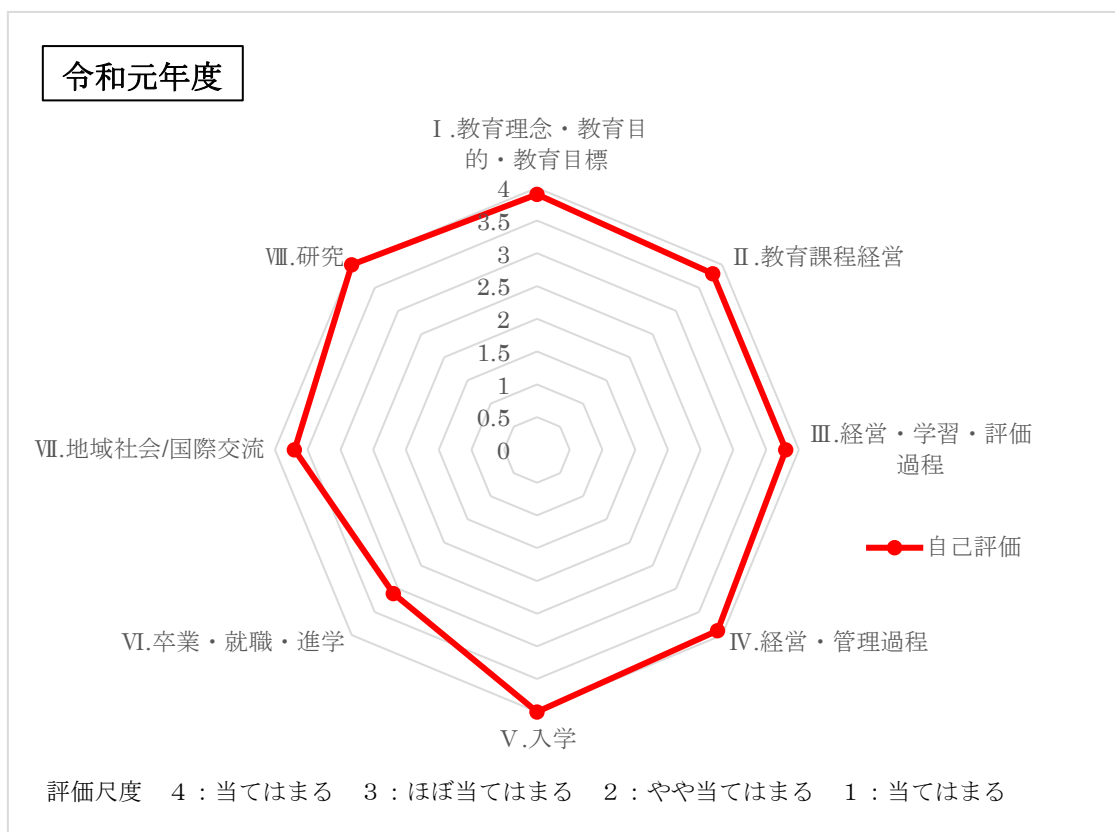 令和元年度
Ⅰ.教育理念・教育目
的・教育目標
4
3.5
3
2.5
2
1.5
1
0.5
0
Ⅱ.教育課程経営
Ⅲ.経営・学習・評価
過程
Ⅳ.経営・管理過程
Ⅴ.入学
Ⅵ.卒業・就職・進学
Ⅶ.地域社会/国際交流
Ⅷ.研究
自己評価
評価尺度　４：当てはまる　３：ほぼ当てはまる　２：やや当てはまる　１：当てはまる